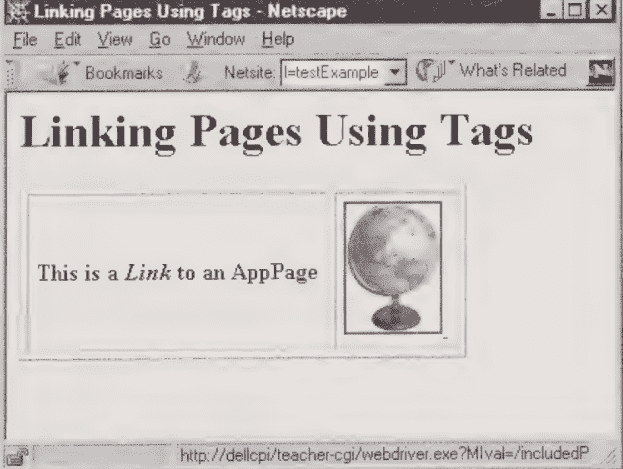 Linking Pages Using Tags - Netscape
File Edit View Go Window Help
Bookmarks Netsite: l=testExample What's Related N
Linking Pages Using Tags
This is a Link to an AppPage
http://dellcpi/teacher-cgi/webdriver.exe?MIval=/includedP